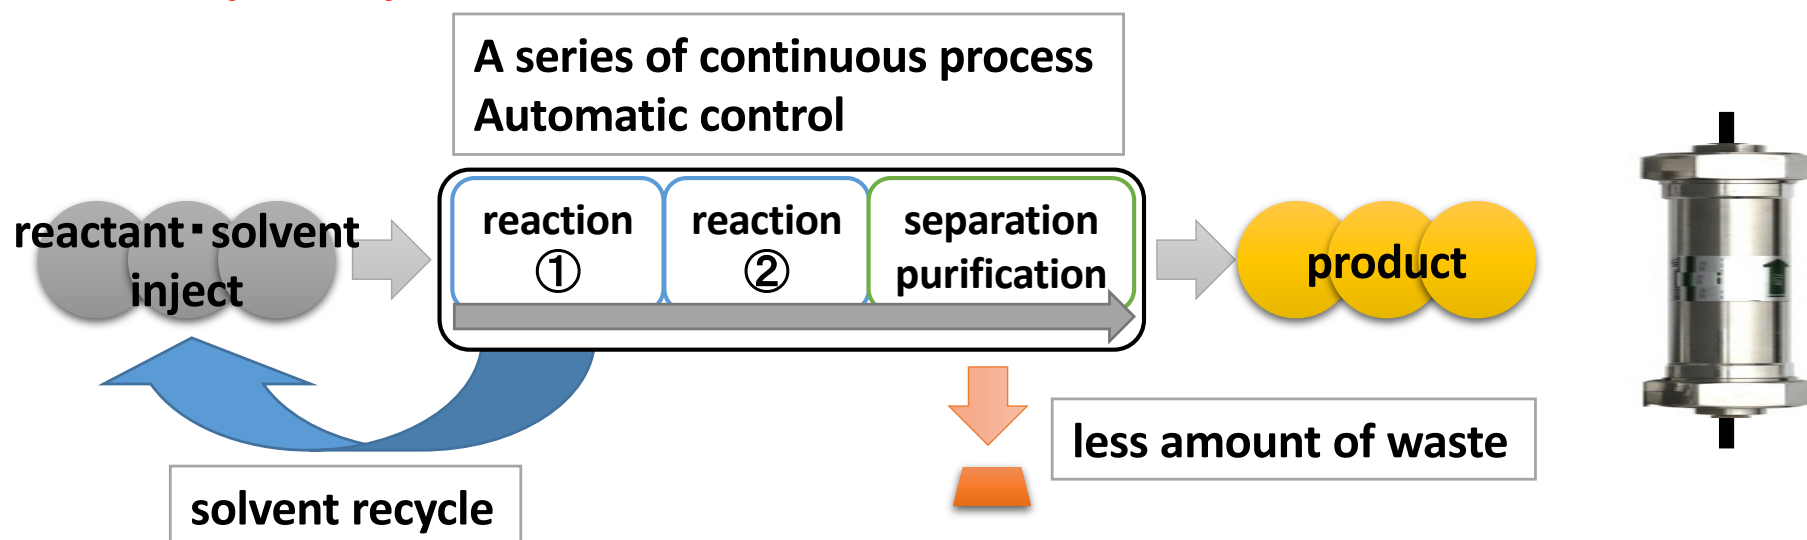 A series of continuous process
Automatic control
reactant・solvent
inject
reaction
①
reaction
②
separation
purification
product
less amount of waste
solvent recycle